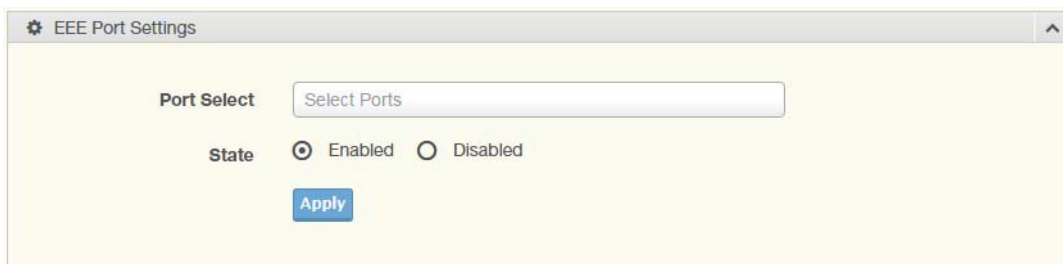 EEE Port Settings
Port Select Select Ports
State Enabled Disabled
Apply